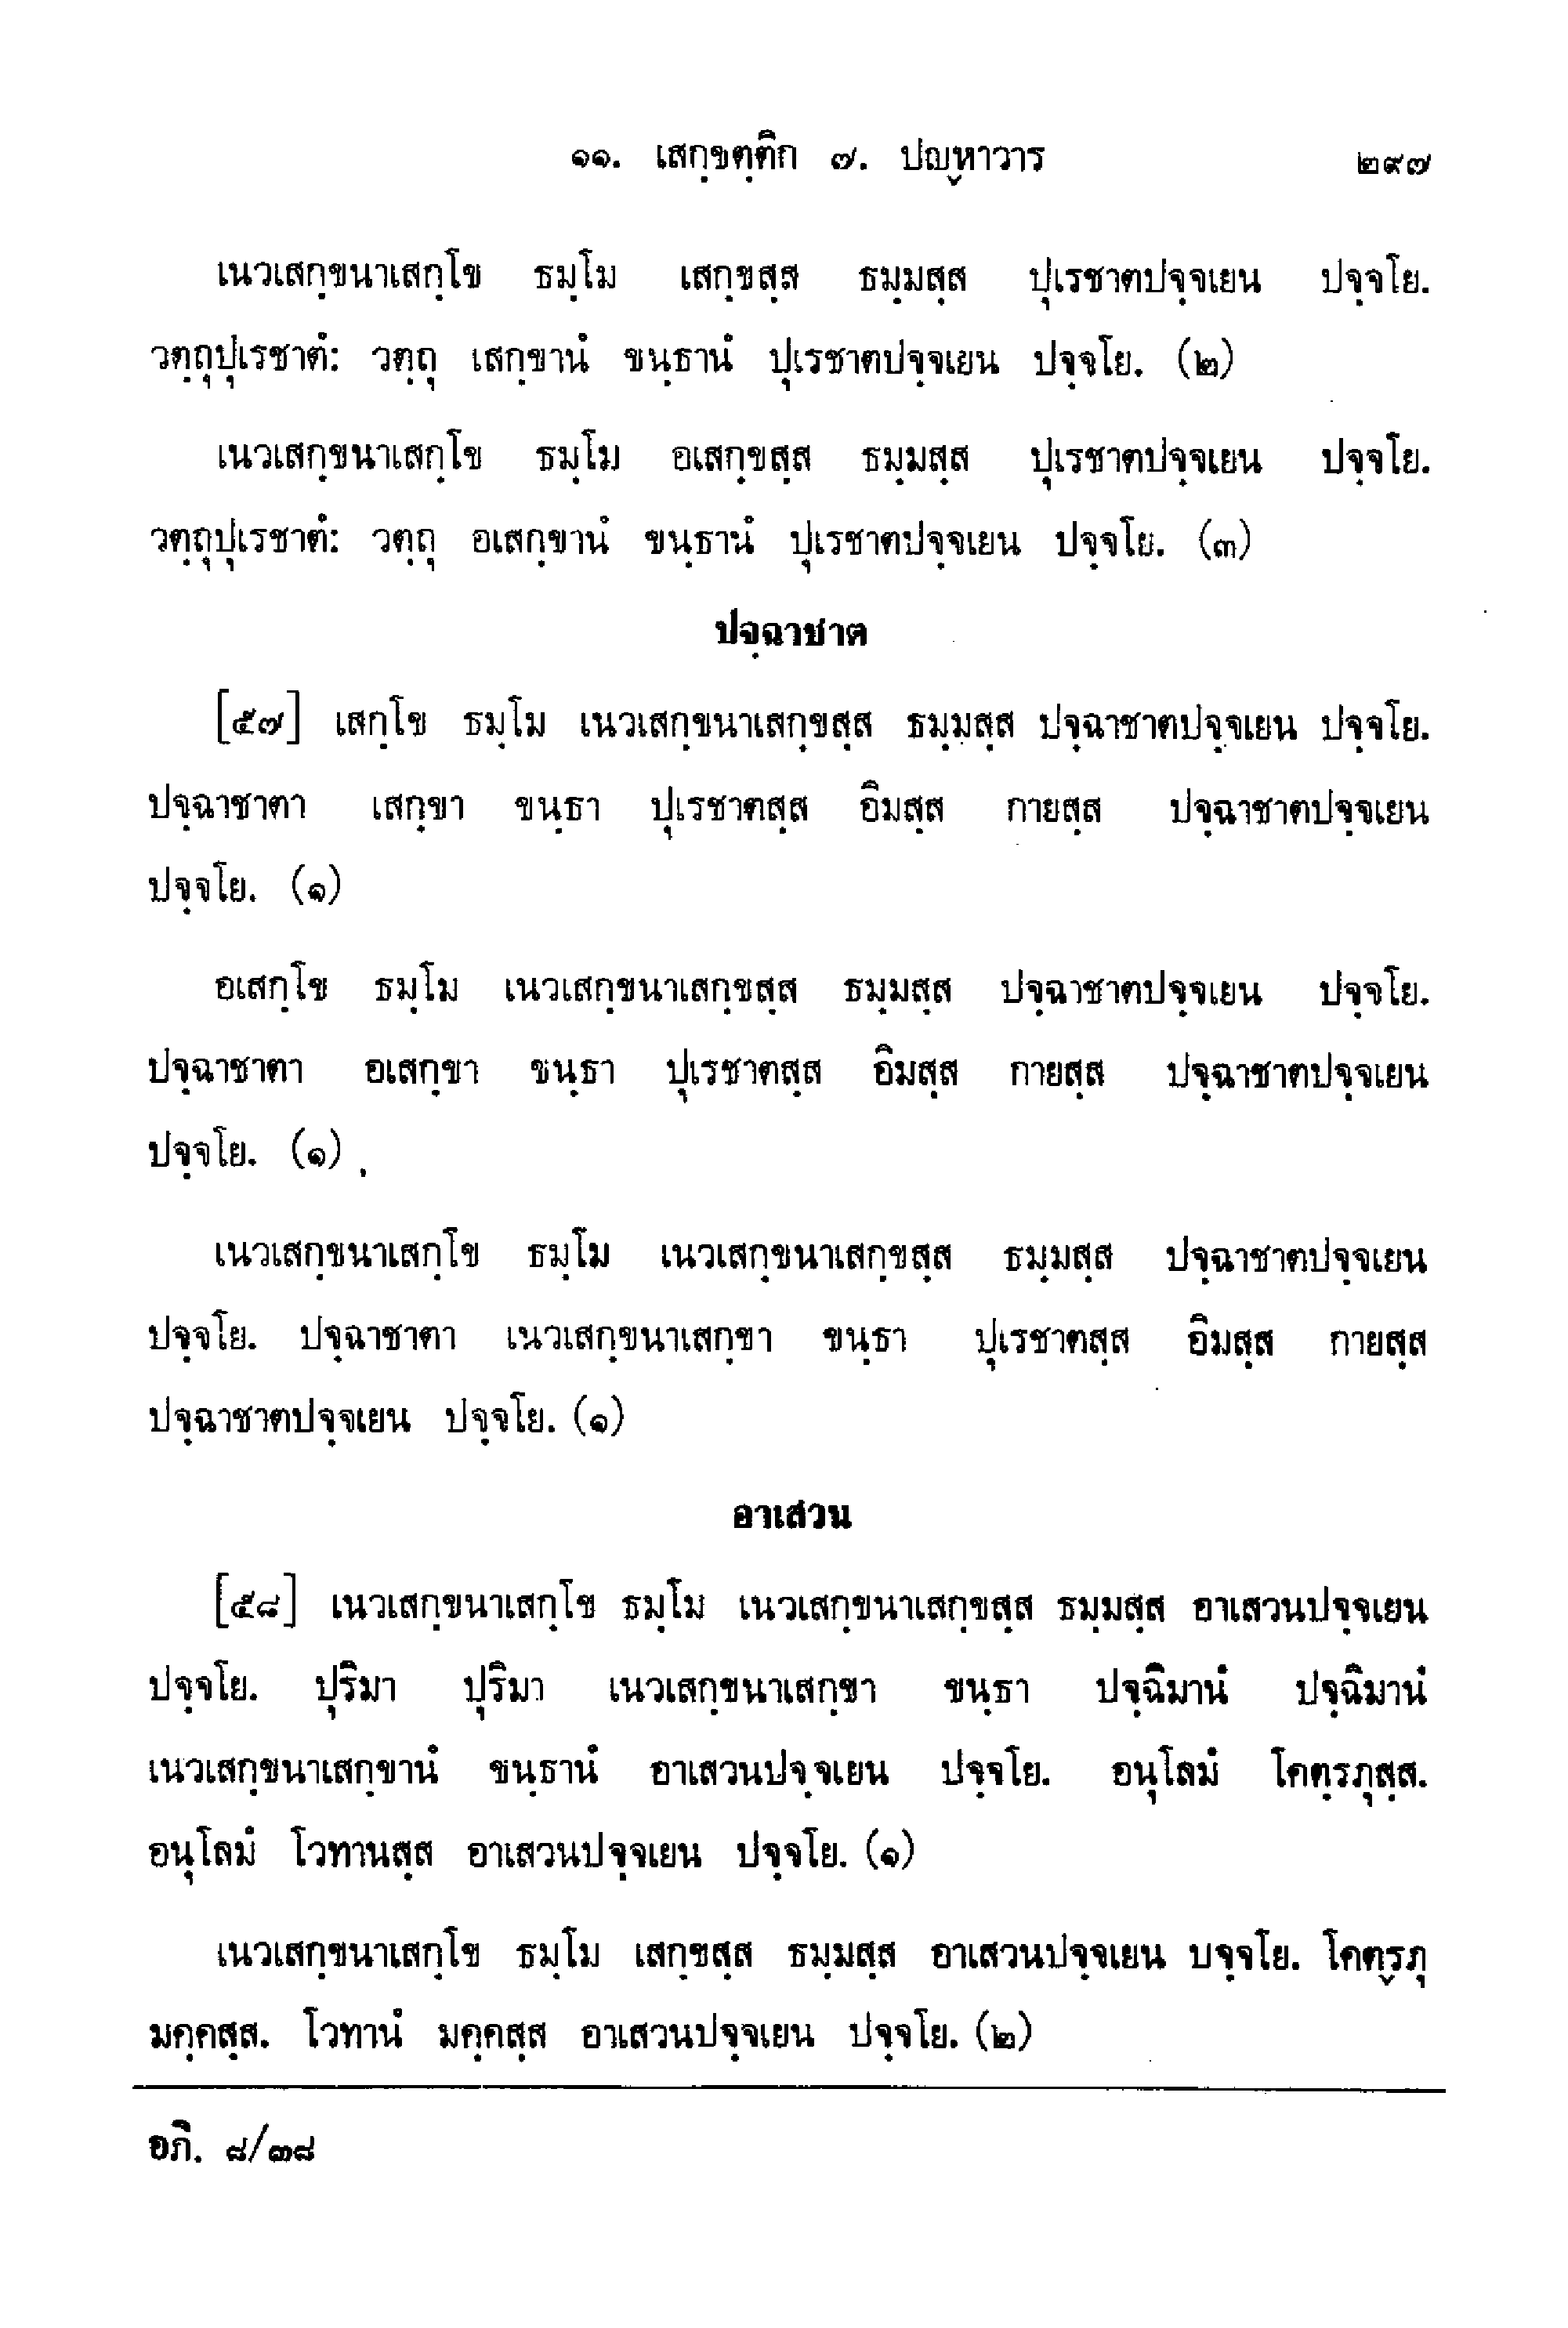 ๑๑. เสกฺขตฺติก ๗. ปญฺหาวาร ๒๙๗
เนวเสกฺขนาเสกฺโข ธมฺโม เสกฺขสฺส ธมฺมสฺส ปุเรชาตปจฺจเยน ปจฺจโย.
วตฺถุปุเรชาตํ: วตฺถุ เสกฺขานํ ขนฺธานํ ปุเรชาตปจฺจเยน ปจฺจโย. (๒)
เนวเสกฺขนาเสกฺโข ธมฺโม อเสกฺขสฺส ธมฺมสฺส ปุเรชาตปจฺจเยน ปจฺจโย.
วตฺถุปุเรชาตํ: วตฺถุ อเสกฺขานํ ขนฺธานํ ปุเรชาตปจฺจเยน ปจฺจโย. (๓)
ปจฺฉาชาต
[๕๗] เสกฺโข ธมฺโม เนวเสกฺขนาเสกฺขสฺส ธมฺมสฺส ปจฺฉาชาตปจฺจเยน ปจฺจโย.
ปจฺฉาชาตา เสกฺขา ขนฺธา ปุเรชาตสฺส อิมสฺส กายสฺส ปจฺฉาชาตปจฺจเยน
ปจฺจโย. (๑)
อเสกฺโข ธมฺโม เนวเสกฺขนาเสกฺขสฺส ธมฺมสฺส ปจฺฉาชาตปจฺจเยน ปจฺจโย.
ปจฺฉาชาตา อเสกฺขา ขนฺธา ปุเรชาตสฺส อิมสฺส กายสฺส ปจฺฉาชาตปจฺจเยน
ปจฺจโย. (๑)
เนวเสกฺขนาเสกฺโข ธมฺโม เนวเสกฺขนาเสกฺขสฺส ธมฺมสฺส ปจฺฉาชาตปจฺจเยน
ปจฺจโย. ปจฺฉาชาตา เนวเสกฺขนาเสกฺขา ขนฺธา ปุเรชาตสฺส อิมสฺส กายสฺส
ปจฺฉาชาตปจฺจเยน ปจฺจโย. (๑)
อาเสวน
[๕๘] เนวเสกฺขนาเสกฺโข ธมฺโม เนวเสกฺขนาเสกฺขสฺส ธมฺมสฺส อาเสวนปจฺจเยน
ปจฺจโย. ปุริมา ปุริมา เนวเสกฺขนาเสกฺขา ขนฺธา ปจฺฉิมานํ ปจฺฉิมานํ
เนวเสกฺขนาเสกฺขานํ ขนฺธานํ อาเสวนปจฺจเยน ปจฺจโย. อนุโลมํ โคตฺรภุสฺส.
อนุโลมํ โวทานสฺส อาเสวนปจฺจเยน ปจฺจโย. (๑)
เนวเสกฺขนาเสกฺโข ธมฺโม เสกฺขสฺส ธมฺมสฺส อาเสวนปจฺจเยน ปจฺจโย. โคตฺรภู
มคฺคสฺส. โวทานํ มคฺคสฺส อาเสวนปจฺจเยน ปจฺจโย. (๒)
อภิ. ๘/๓๘